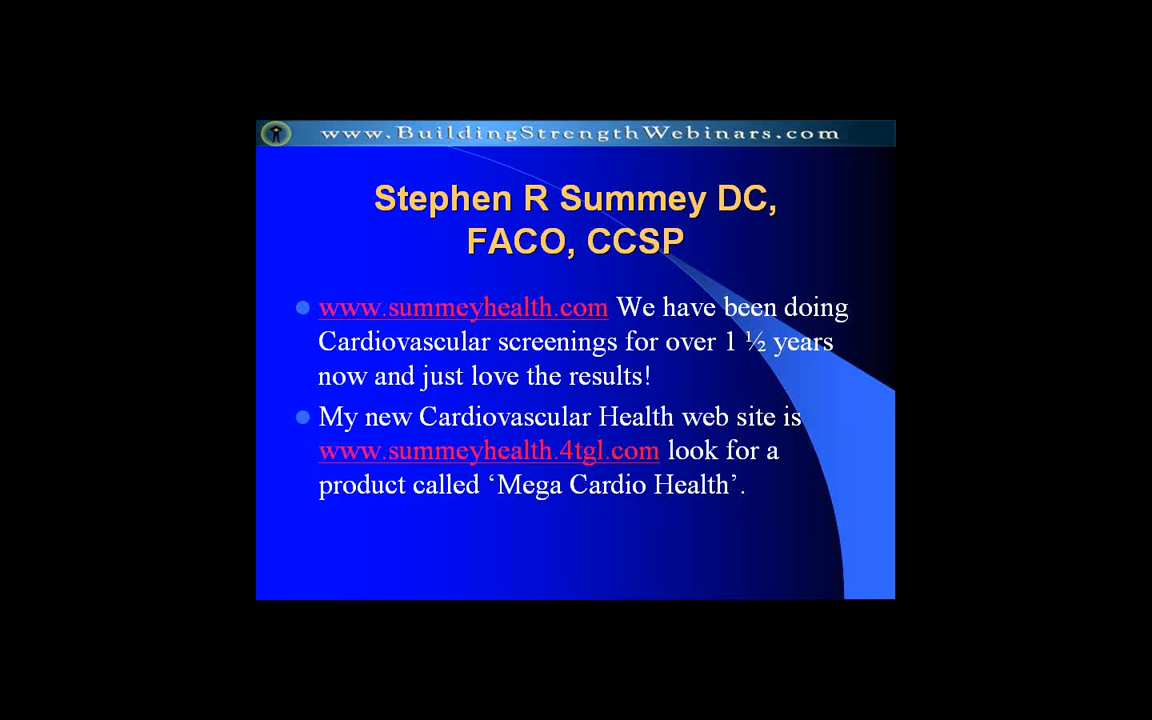 www.BuildingStrengthWebinars.com
Stephen R Summey DC,
FACO, CCSP
www.summeyhealth.com We have been doing
Cardiovascular screenings for over 1 ½ years
now and just love the results!
My new Cardiovascular Health web site is
www.summeyhealth.4tgl.com look for a
product called ‘Mega Cardio Health’.